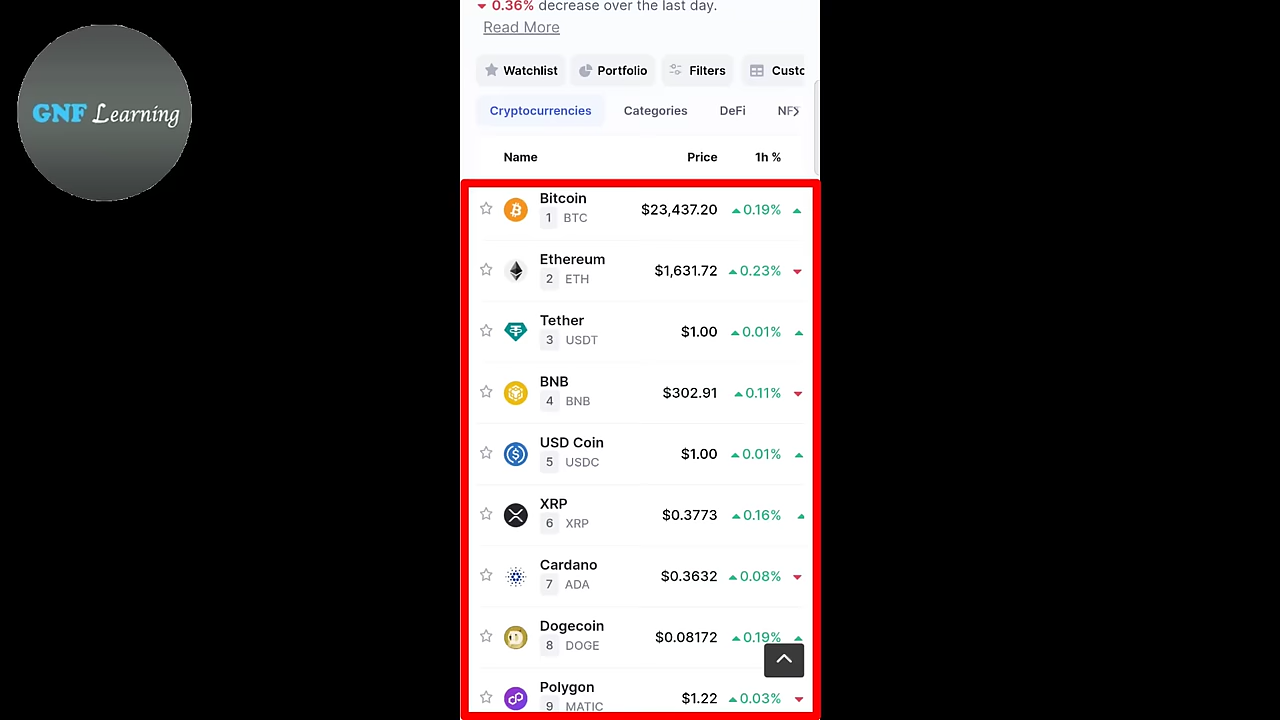 GNF Learning
0.36% decrease over the last day.
Read More
Watchlist Portfolio Filters Custo
Cryptocurrencies Categories DeFi NFT
Name Price 1h %
Bitcoin
1 BTC $23,437.20 0.19%
Ethereum
2 ETH $1,631.72 0.23%
Tether
3 USDT $1.00 0.01%
BNB
4 BNB $302.91 0.11%
USD Coin
5 USDC $1.00 0.01%
XRP
6 XRP $0.3773 0.16%
Cardano
7 ADA $0.3632 0.08%
Dogecoin
8 DOGE $0.08172 0.19%
Polygon
9 MATIC $1.22 0.03%